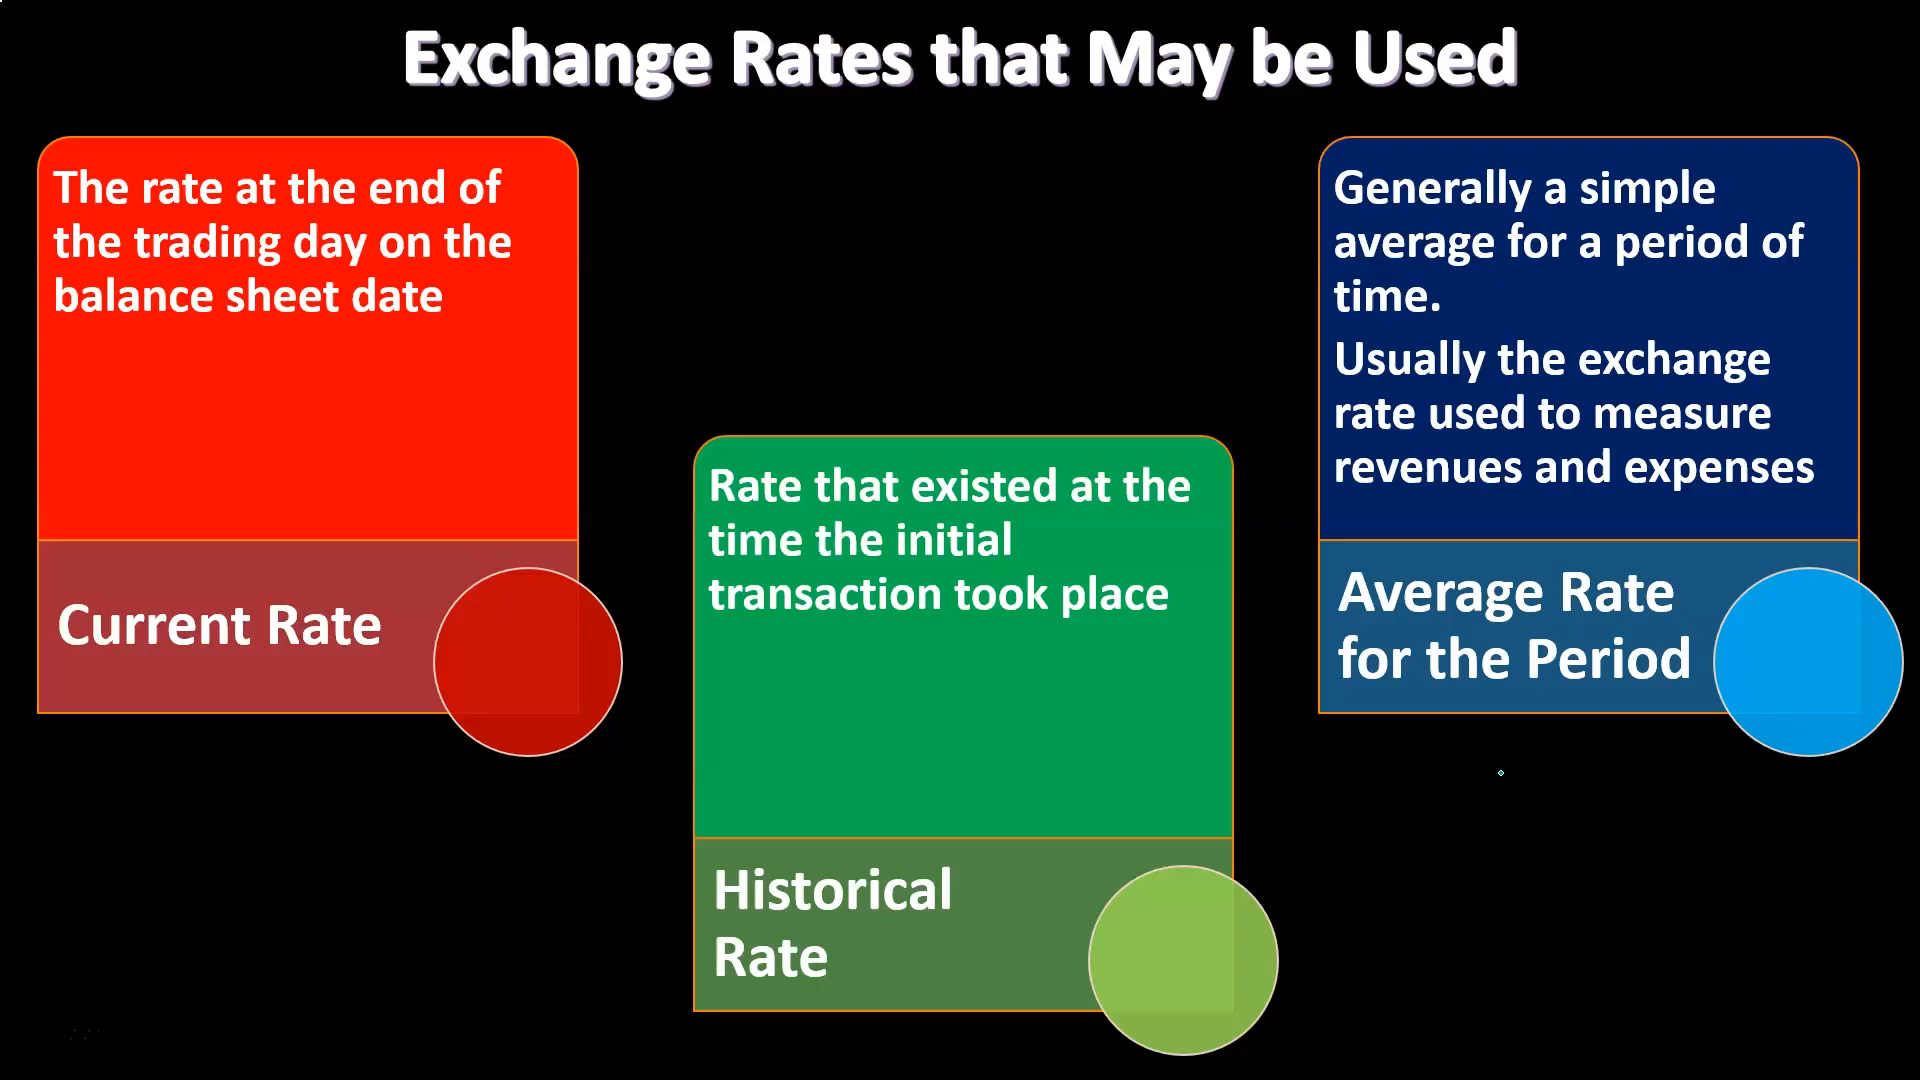 Exchange Rates that May be Used
The rate at the end of
the trading day on the
balance sheet date
Current Rate
Rate that existed at the
time the initial
transaction took place
Historical
Rate
Generally a simple
average for a period of
time.
Usually the exchange
rate used to measure
revenues and expenses
Average Rate
for the Period